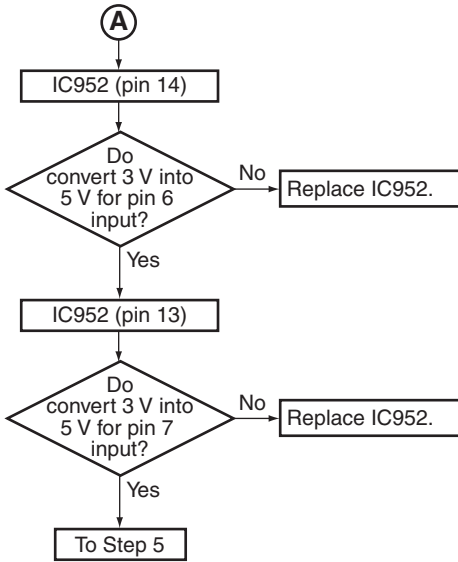 A
IC952 (pin 14)
Do
convert 3 V into
5 V for pin 6
input?
No
Replace IC952.
Yes
IC952 (pin 13)
Do
convert 3 V into
5 V for pin 7
input?
No
Replace IC952.
Yes
To Step 5